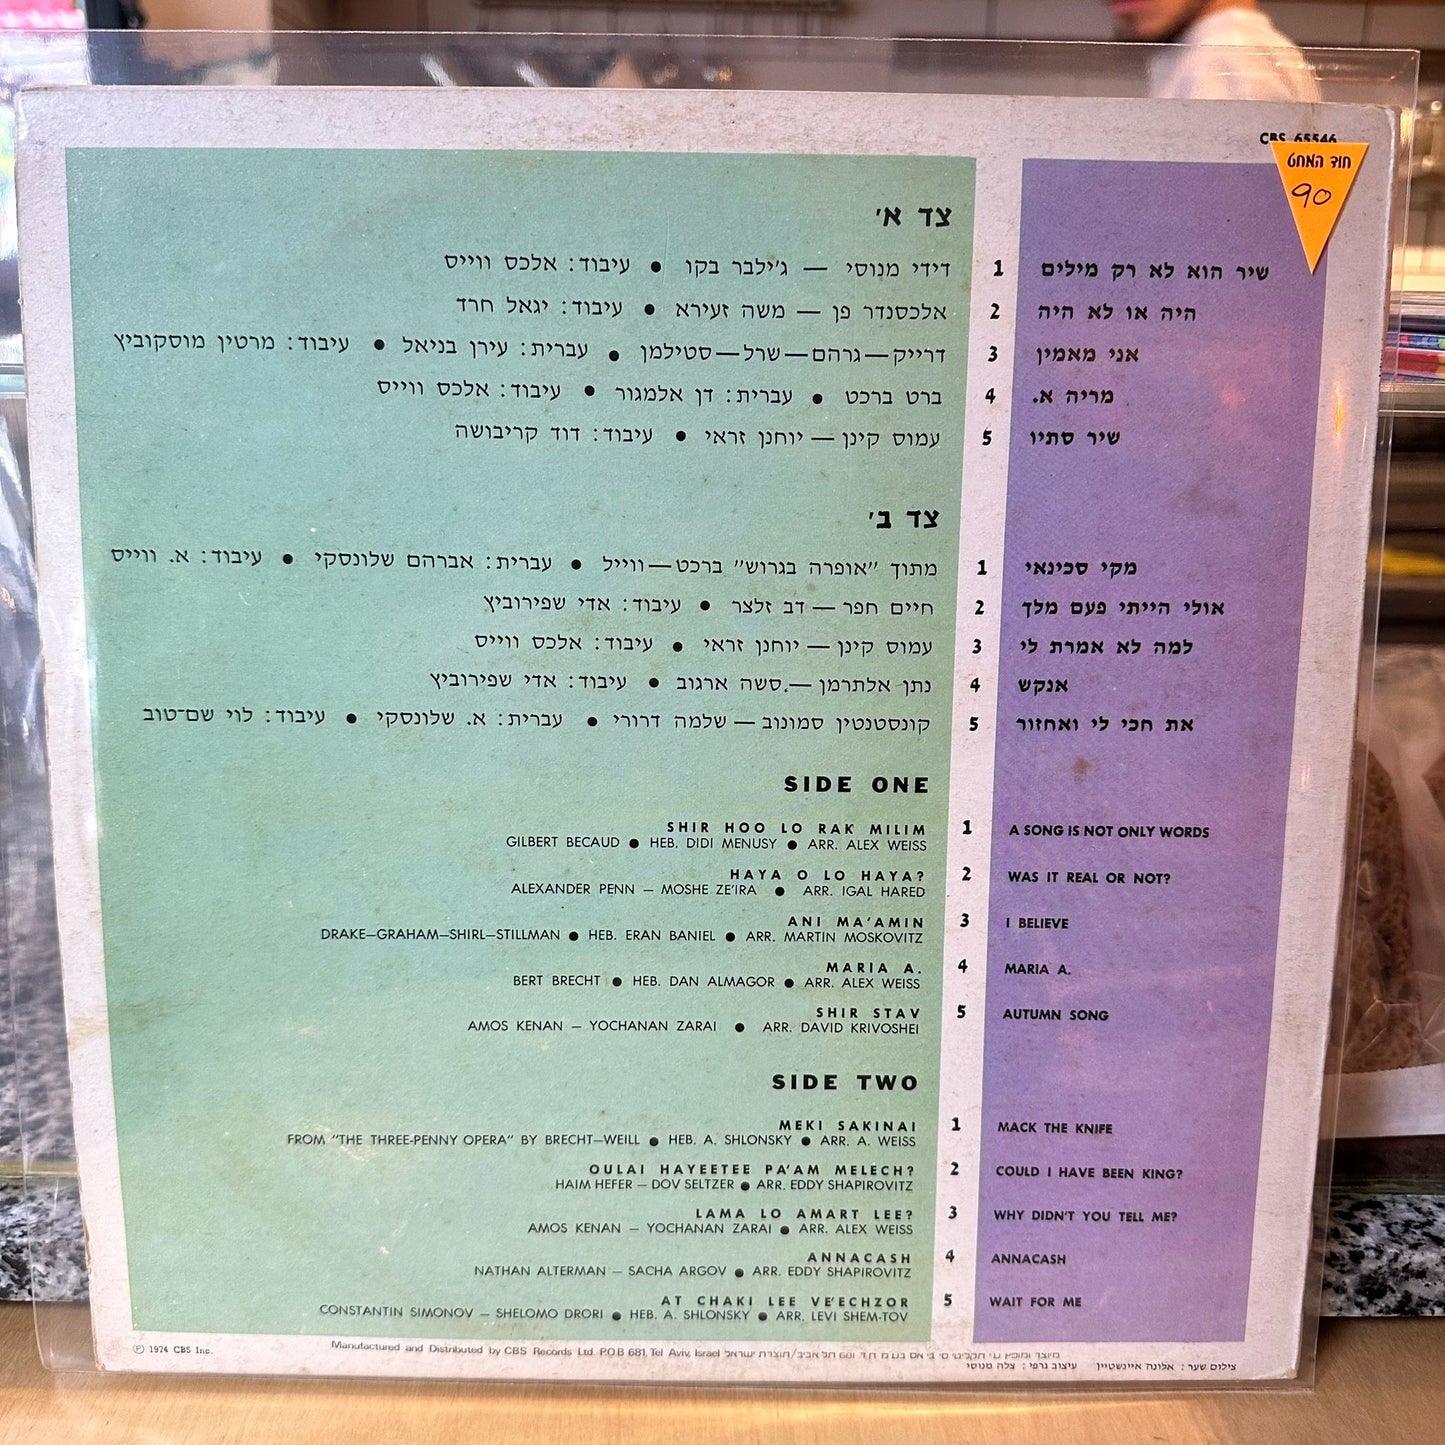 CBS 65546
חוד המחט
90
צד א׳
שיר הוא לא רק מילים 1 דידי מנוסי — ג׳ילבר בקו ● עיבוד: אלכס ווייס
היה או לא היה 2 אלכסנדר פן — משה זעירא ● עיבוד: יגאל חרד
אני מאמין 3 דרייק—גרהם—שרל—סטילמן ● עברית: עירן בניאל ● עיבוד: מרטין מוסקוביץ
מריה א. 4 ברט ברכט ● עברית: דן אלמגור ● עיבוד: אלכס ווייס
שיר סתיו 5 עמוס קינן — יוחנן זראי ● עיבוד: דוד קריבושה
צד ב׳
מקי סכינאי 1 מתוך ״אופרה בגרוש״ ברכט—ווייל ● עברית: אברהם שלונסקי ● עיבוד: א. ווייס
אולי הייתי פעם מלך 2 חיים חפר — דב זלצר ● עיבוד: אדי שפירוביץ
למה לא אמרת לי 3 עמוס קינן — יוחנן זראי ● עיבוד: אלכס ווייס
אנקש 4 נתן אלתרמן —.סשה ארגוב ● עיבוד: אדי שפירוביץ
את חכי לי ואחזור 5 קונסטנטין סמונוב — שלמה דרורי ● עברית: א. שלונסקי ● עיבוד: לוי שם־טוב
SIDE ONE
SHIR HOO LO RAK MILIM 1 A SONG IS NOT ONLY WORDS
GILBERT BECAUD ● HEB. DIDI MENUSY ● ARR. ALEX WEISS
HAYA O LO HAYA? 2 WAS IT REAL OR NOT?
ALEXANDER PENN — MOSHE ZE'IRA ● ARR. IGAL HARED
ANI MA'AMIN 3 I BELIEVE
DRAKE—GRAHAM—SHIRL—STILLMAN ● HEB. ERAN BANIEL ● ARR. MARTIN MOSKOVITZ
MARIA A. 4 MARIA A.
BERT BRECHT ● HEB. DAN ALMAGOR ● ARR. ALEX WEISS
SHIR STAV 5 AUTUMN SONG
AMOS KENAN — YOCHANAN ZARAI ● ARR. DAVID KRIVOSHEI
SIDE TWO
MEKI SAKINAI 1 MACK THE KNIFE
FROM "THE THREE-PENNY OPERA" BY BRECHT—WEILL ● HEB. A. SHLONSKY ● ARR. A. WEISS
OULAI HAYEETEE PA'AM MELECH? 2 COULD I HAVE BEEN KING?
HAIM HEFER — DOV SELTZER ● ARR. EDDY SHAPIROVITZ
LAMA LO AMART LEE? 3 WHY DIDN'T YOU TELL ME?
AMOS KENAN — YOCHANAN ZARAI ● ARR. ALEX WEISS
ANNACASH 4 ANNACASH
NATHAN ALTERMAN — SACHA ARGOV ● ARR. EDDY SHAPIROVITZ
AT CHAKI LEE VE'ECHZOR 5 WAIT FOR ME
CONSTANTIN SIMONOV — SHELOMO DRORI ● HEB. A. SHLONSKY ● ARR. LEVI SHEM-TOV
℗ 1974 CBS Inc.
Manufactured and Distributed by CBS Records Ltd. P.O.B 681, Tel Aviv, Israel תוצרת ישראל/
צילום שער: אלונה איינשטיין עיצוב גרפי: צלה מנוסי